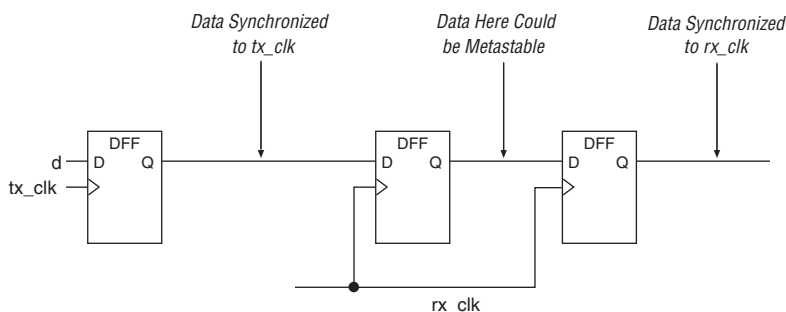 Data Synchronized
to tx_clk
Data Here Could
be Metastable
Data Synchronized
to rx_clk
DFF
D Q
DFF
D Q
DFF
D Q
d
tx_clk
rx_clk